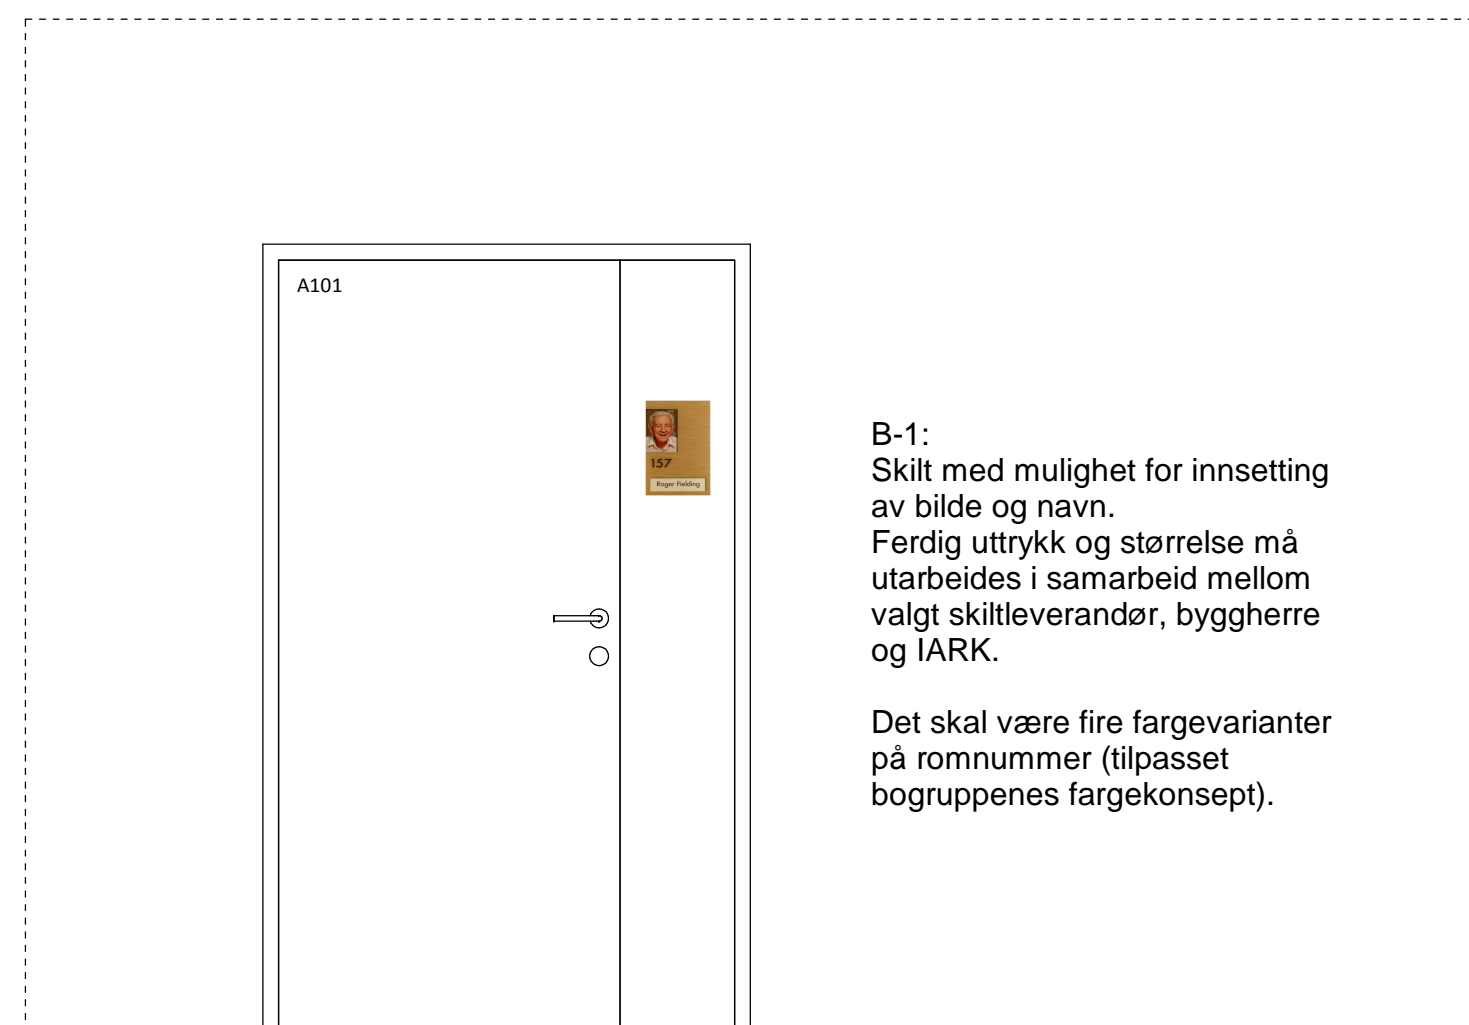 A101
157
Roger Fielding
B-1:
Skilt med mulighet for innsetting
av bilde og navn.
Ferdig uttrykk og størrelse må
utarbeides i samarbeid mellom
valgt skiltleverandør, byggherre
og IARK.
Det skal være fire fargevarianter
på romnummer (tilpasset
bogruppenes fargekonsept).